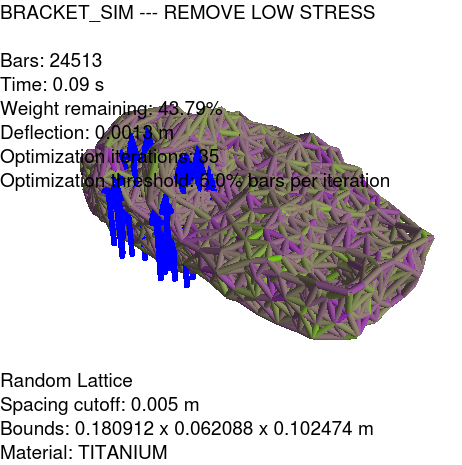 BRACKET_SIM --- REMOVE LOW STRESS
Bars: 24513
Time: 0.09 s
Weight remaining: 43.79%
Deflection: 0.0013 m
Optimization iterations: 35
Optimization threshold: 5.0% bars per iteration
Random Lattice
Spacing cutoff: 0.005 m
Bounds: 0.180912 x 0.062088 x 0.102474 m
Material: TITANIUM